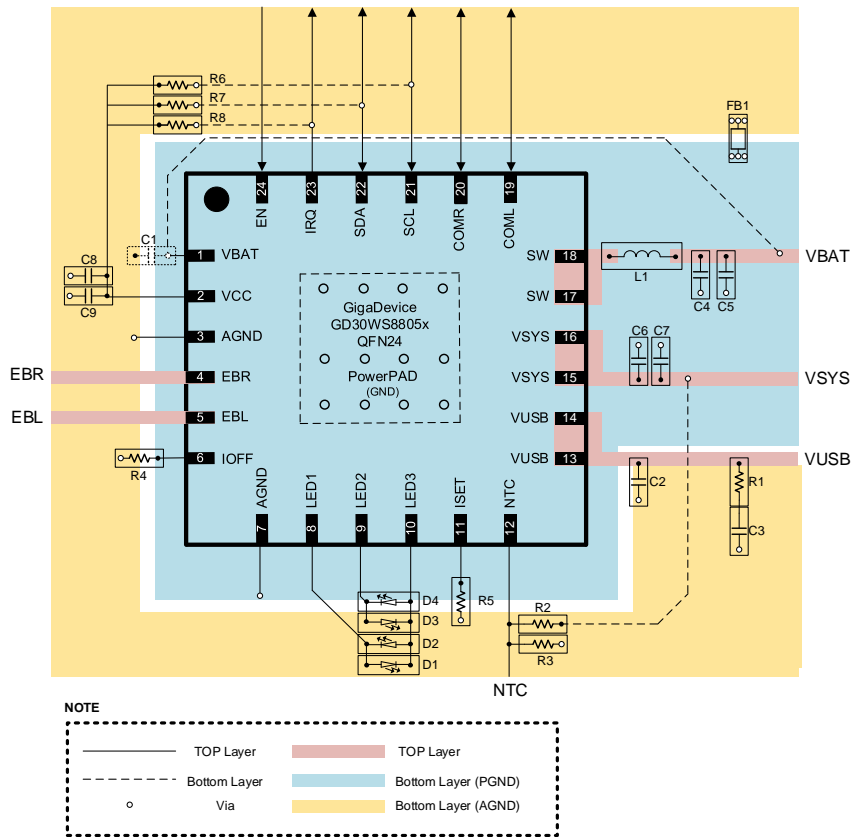 R6
R7
R8
FB1
24 23 22 21 20 19
EN IRQ SDA SCL COMR COML
C1
1 VBAT
SW 18
VBAT
L1
C8
C9
2 VCC
SW 17
C4 C5
GigaDevice
GD30WS8805x
QFN24
3 AGND
VSYS 16
C6 C7
PowerPAD
(GND)
EBR
4 EBR
VSYS 15
VSYS
EBL
5 EBL
VUSB 14
R4
6 IOFF
VUSB 13
VUSB
C2
R1
C3
AGND LED1 LED2 LED3 ISET NTC
7 8 9 10 11 12
D4
D3
D2
D1
R5
R2
R3
NTC
NOTE
TOP Layer
TOP Layer
Bottom Layer
Bottom Layer (PGND)
Via
Bottom Layer (AGND)